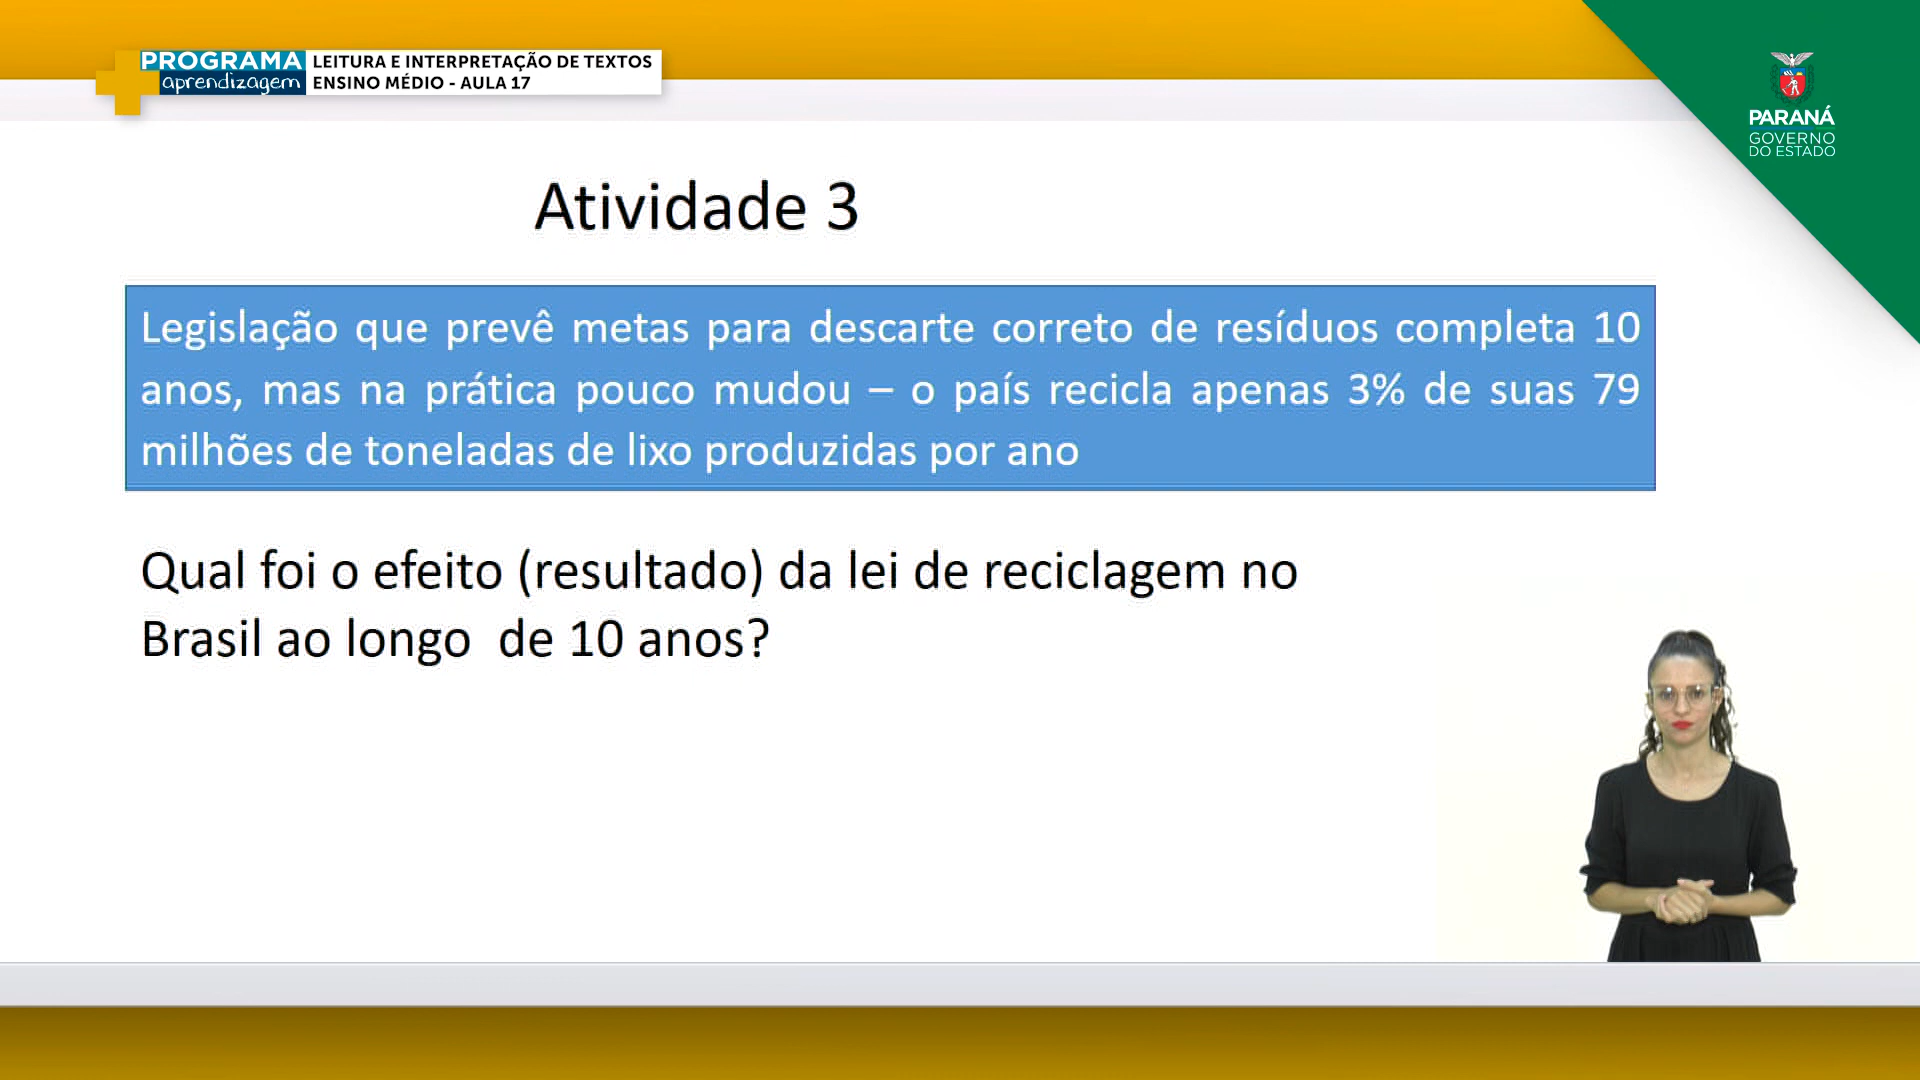 PROGRAMA
aprendizagem
LEITURA E INTERPRETAÇÃO DE TEXTOS
ENSINO MÉDIO - AULA 17
PARANÁ
GOVERNO
DO ESTADO
Atividade 3
Legislação que prevê metas para descarte correto de resíduos completa 10
anos, mas na prática pouco mudou – o país recicla apenas 3% de suas 79
milhões de toneladas de lixo produzidas por ano
Qual foi o efeito (resultado) da lei de reciclagem no
Brasil ao longo  de 10 anos?